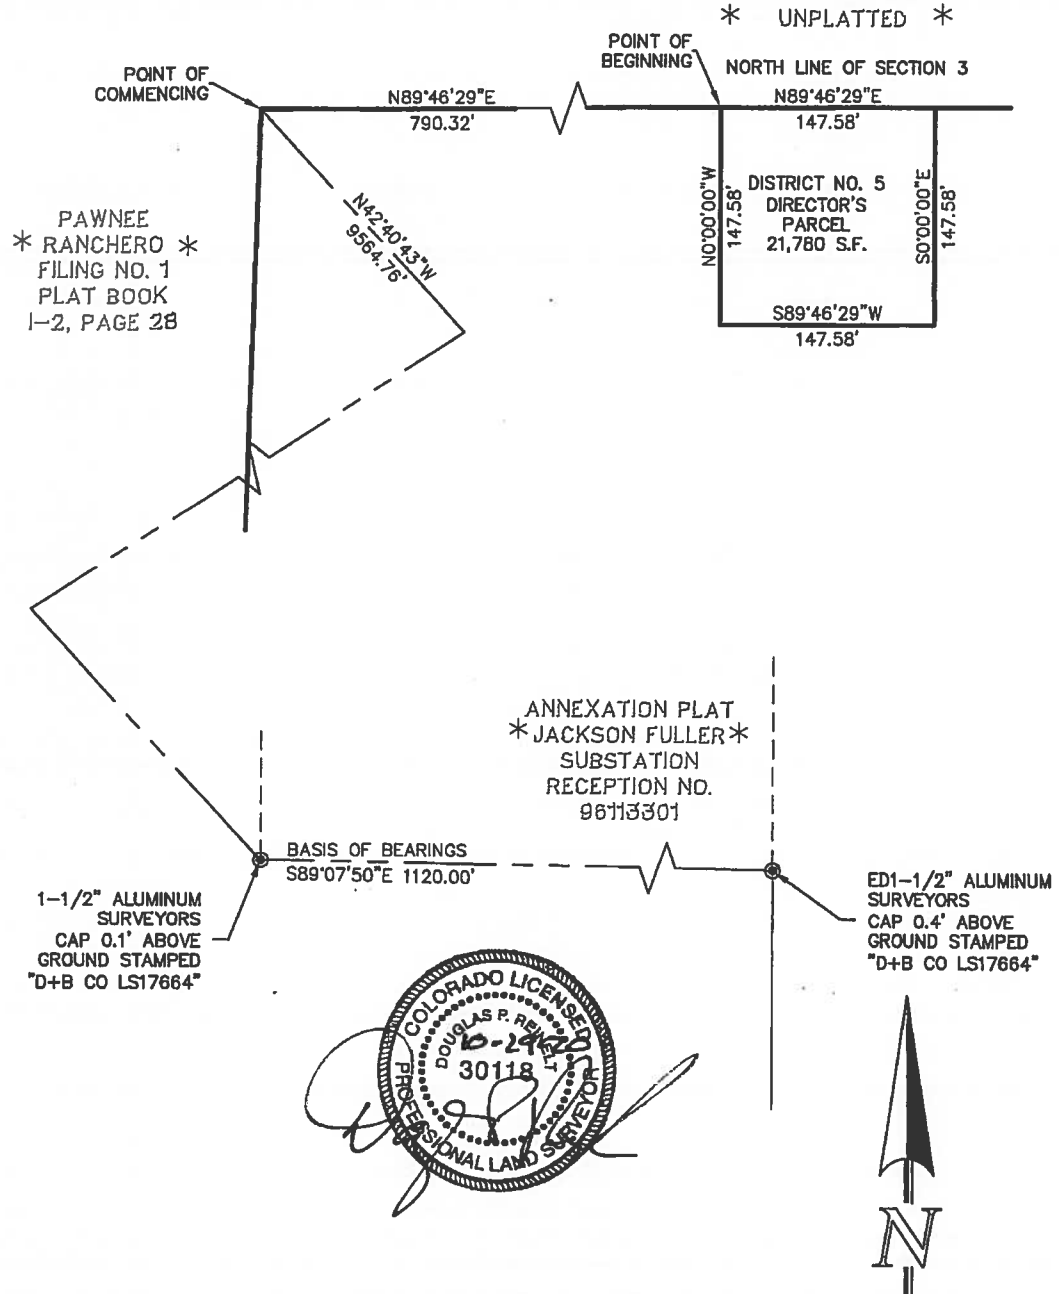 * UNPLATTED *
POINT OF
BEGINNING
NORTH LINE OF SECTION 3
POINT OF
COMMENCING
N89°46'29"E
790.32'
N89°46'29"E
147.58'
N42°40'43"W
9564.76'
N0°00'00"W
147.58'
DISTRICT NO. 5
DIRECTOR'S
PARCEL
21,780 S.F.
S0°00'00"E
147.58'
S89°46'29"W
147.58'
PAWNEE
* RANCHERO *
FILING NO. 1
PLAT BOOK
I-2, PAGE 28
ANNEXATION PLAT
* JACKSON FULLER *
SUBSTATION
RECEPTION NO.
96113301
BASIS OF BEARINGS
S89°07'50"E 1120.00'
1-1/2" ALUMINUM
SURVEYORS
CAP 0.1' ABOVE
GROUND STAMPED
"D+B CO LS17664"
ED1-1/2" ALUMINUM
SURVEYORS
CAP 0.4' ABOVE
GROUND STAMPED
"D+B CO LS17664"
COLORADO LICENSED
DOUGLAS P. REINELT
30118
PROFESSIONAL LAND SURVEYOR
N